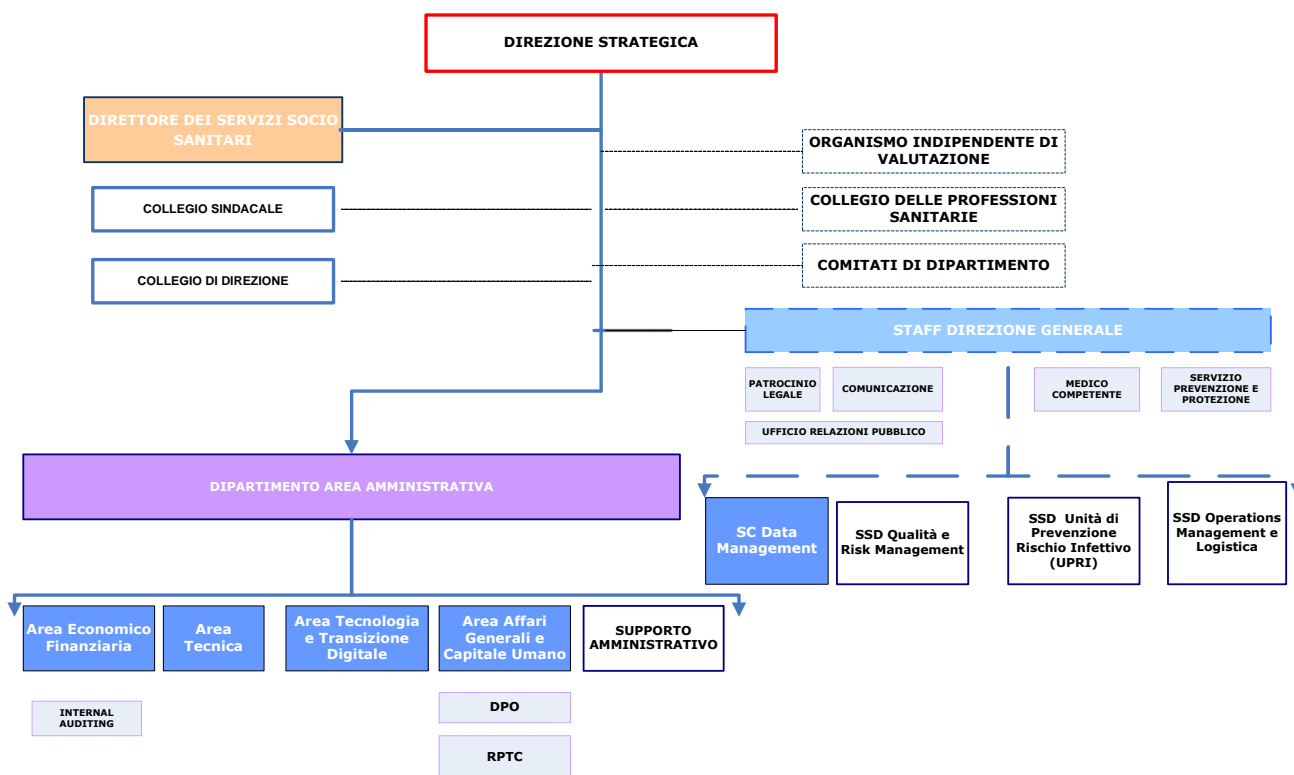 DIREZIONE STRATEGICA
DIRETTORE DEI SERVIZI SOCIO
SANITARI
ORGANISMO INDIPENDENTE DI
VALUTAZIONE
COLLEGIO SINDACALE
COLLEGIO DELLE PROFESSIONI
SANITARIE
COLLEGIO DI DIREZIONE
COMITATI DI DIPARTIMENTO
STAFF DIREZIONE GENERALE
PATROCINIO
LEGALE
COMUNICAZIONE
MEDICO
COMPETENTE
SERVIZIO
PREVENZIONE E
PROTEZIONE
UFFICIO RELAZIONI PUBBLICO
DIPARTIMENTO AREA AMMINISTRATIVA
SC Data
Management
SSD Qualità e
Risk Management
SSD Unità di
Prevenzione
Rischio Infettivo
(UPRI)
SSD Operations
Management e
Logistica
Area Economico
Finanziaria
Area
Tecnica
Area Tecnologia
e Transizione
Digitale
Area Affari
Generali e
Capitale Umano
SUPPORTO
AMMINISTRATIVO
INTERNAL
AUDITING
DPO
RPTC